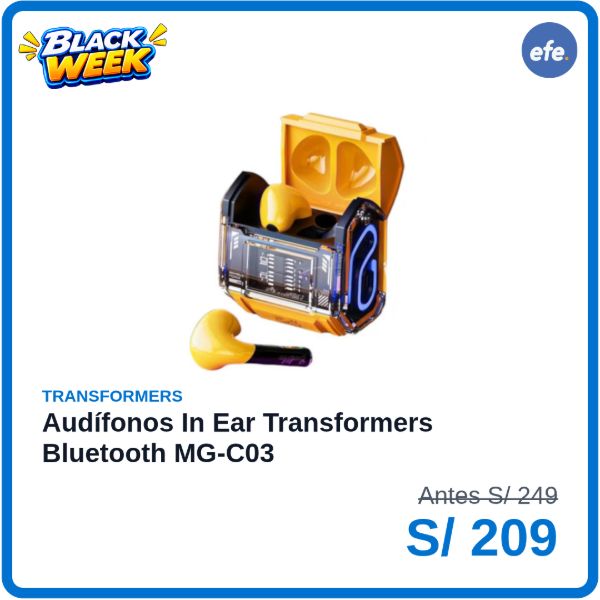 BLACK
WEEK
efe.
TRANSFORMERS
Audífonos In Ear Transformers
Bluetooth MG-C03
Antes S/ 249
S/ 209